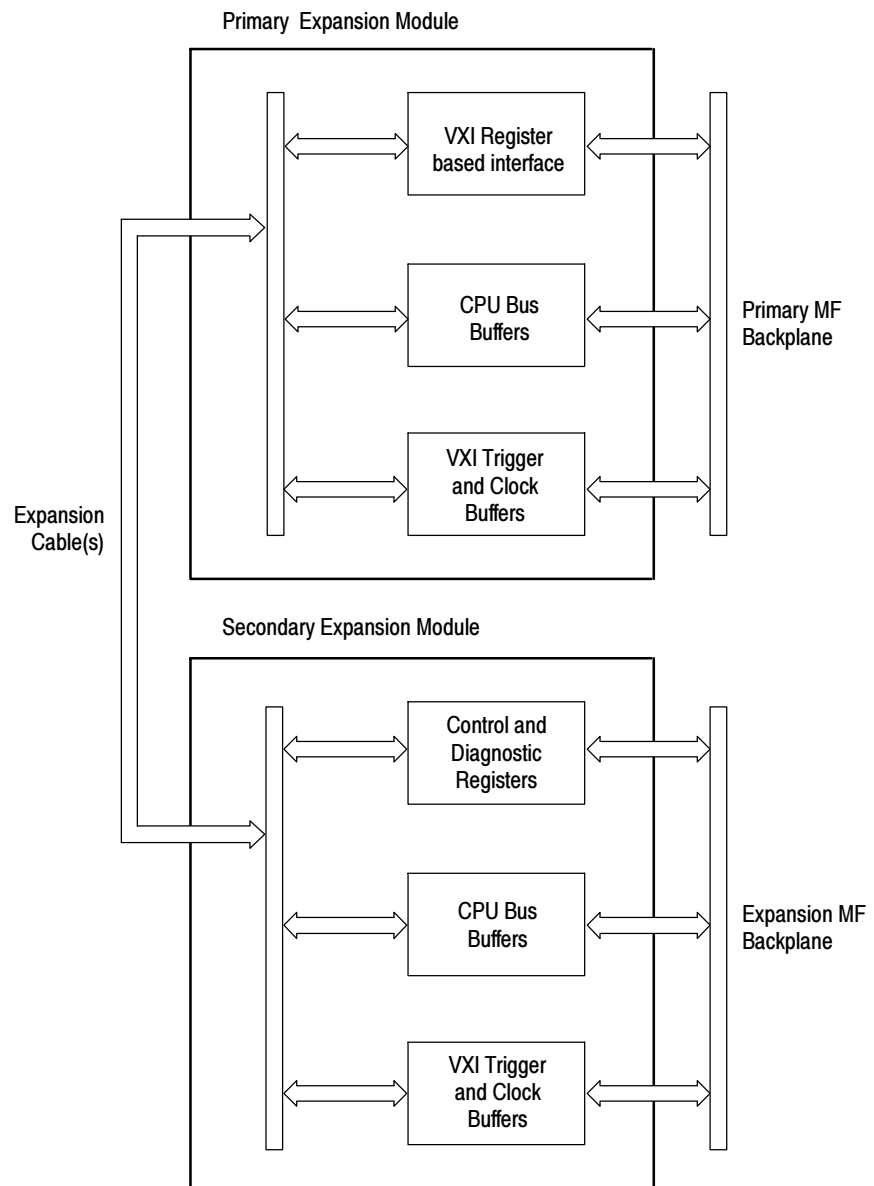 Primary Expansion Module
VXI Register
based interface
CPU Bus
Buffers
Primary MF
Backplane
VXI Trigger
and Clock
Buffers
Expansion
Cable(s)
Secondary Expansion Module
Control and
Diagnostic
Registers
CPU Bus
Buffers
Expansion MF
Backplane
VXI Trigger
and Clock
Buffers